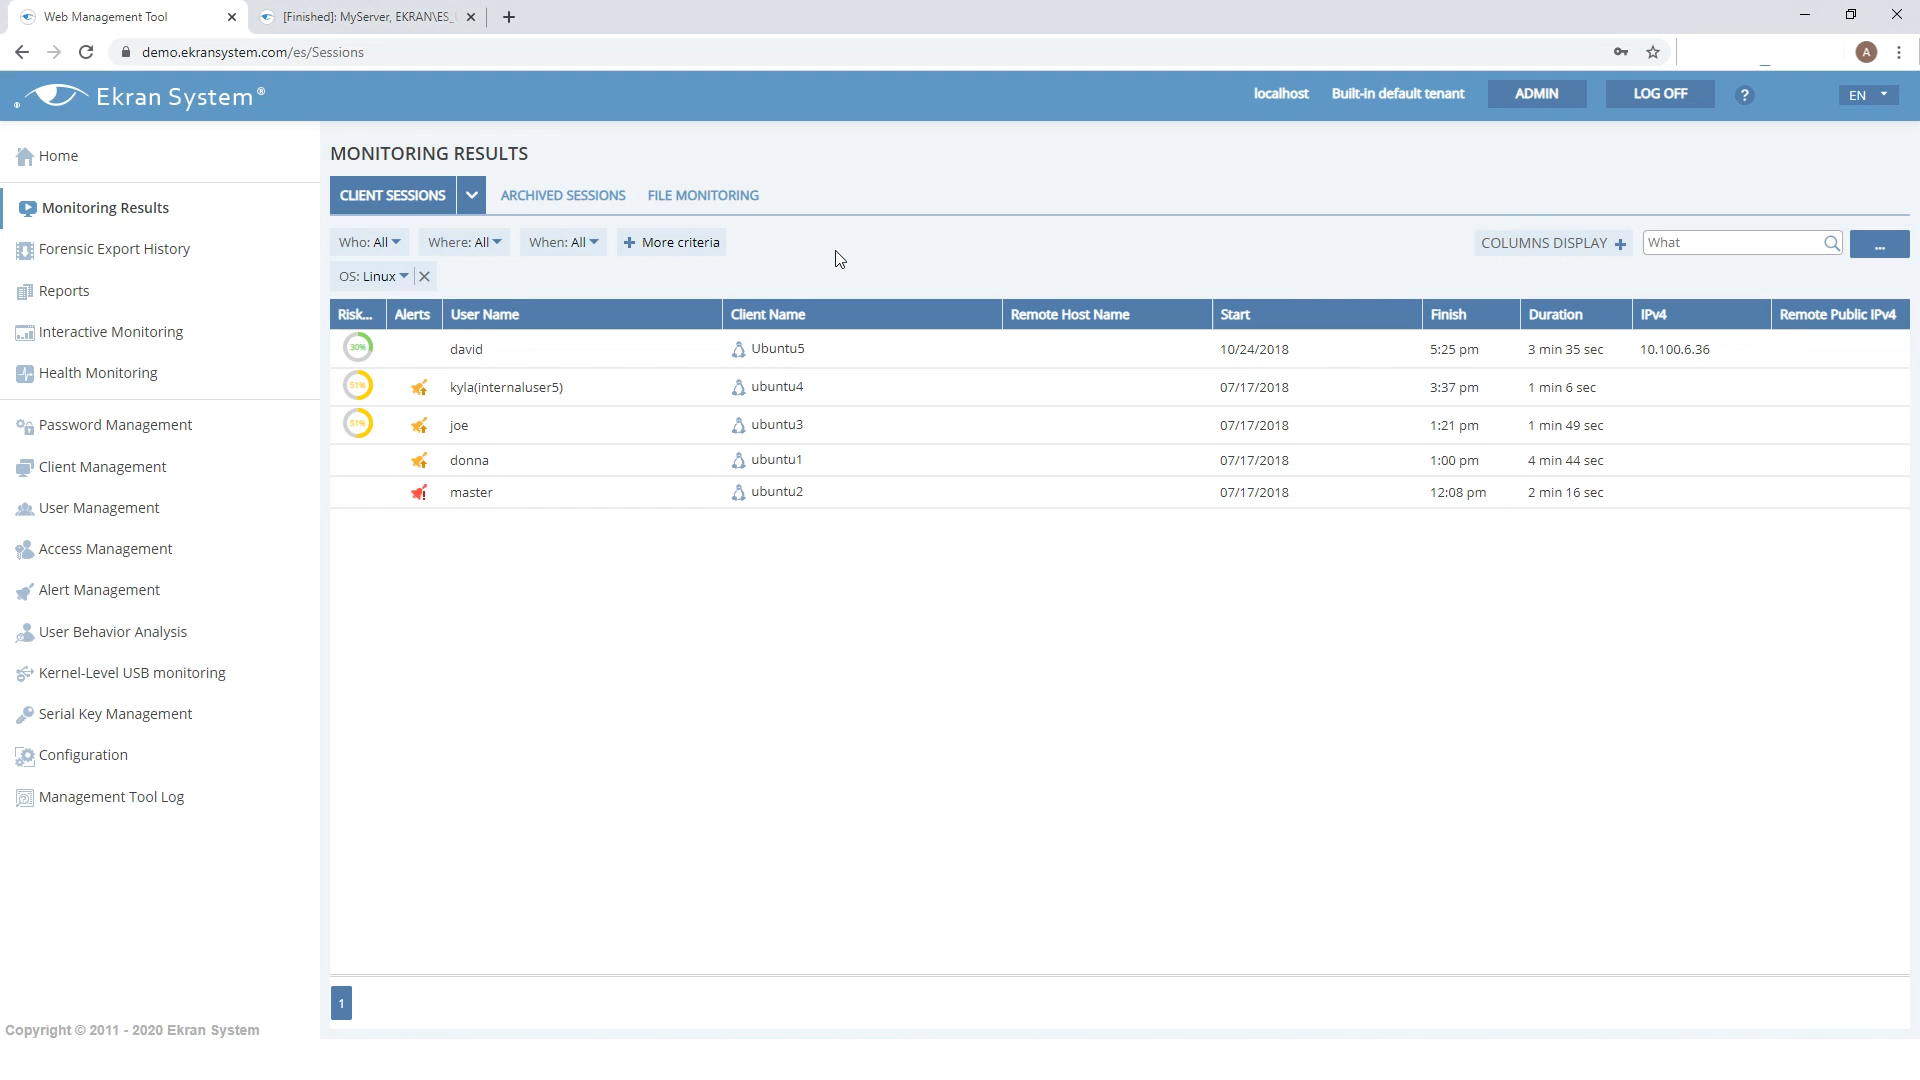 Web Management Tool
[Finished]: MyServer, EKRAN\ES_
demo.ekransystem.com/es/Sessions
A
Ekran System®
localhost Built-in default tenant ADMIN LOG OFF ? EN
Home
Monitoring Results
Forensic Export History
Reports
Interactive Monitoring
Health Monitoring
Password Management
Client Management
User Management
Access Management
Alert Management
User Behavior Analysis
Kernel-Level USB monitoring
Serial Key Management
Configuration
Management Tool Log
Copyright © 2011 - 2020 Ekran System
MONITORING RESULTS
CLIENT SESSIONS ARCHIVED SESSIONS FILE MONITORING
Who: All Where: All When: All + More criteria COLUMNS DISPLAY + What ...
OS: Linux
Risk... Alerts User Name Client Name Remote Host Name Start Finish Duration IPv4 Remote Public IPv4
30% david Ubuntu5 10/24/2018 5:25 pm 3 min 35 sec 10.100.6.36
51% kyla(internaluser5) ubuntu4 07/17/2018 3:37 pm 1 min 6 sec
51% joe ubuntu3 07/17/2018 1:21 pm 1 min 49 sec
donna ubuntu1 07/17/2018 1:00 pm 4 min 44 sec
master ubuntu2 07/17/2018 12:08 pm 2 min 16 sec
1